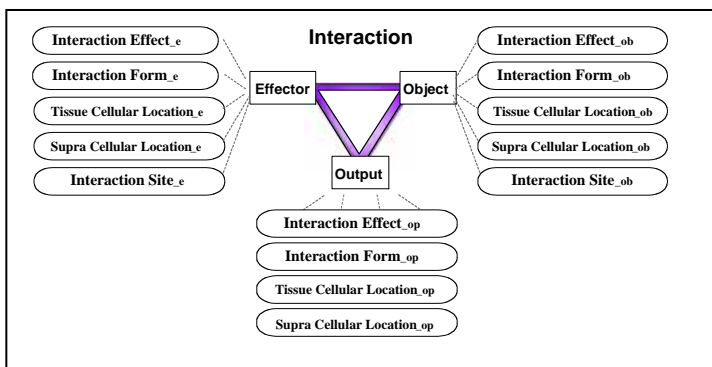 Interaction
Interaction Effect_e
Interaction Form_e
Tissue Cellular Location_e
Supra Cellular Location_e
Interaction Site_e
Effector
Object
Output
Interaction Effect_ob
Interaction Form_ob
Tissue Cellular Location_ob
Supra Cellular Location_ob
Interaction Site_ob
Interaction Effect_op
Interaction Form_op
Tissue Cellular Location_op
Supra Cellular Location_op